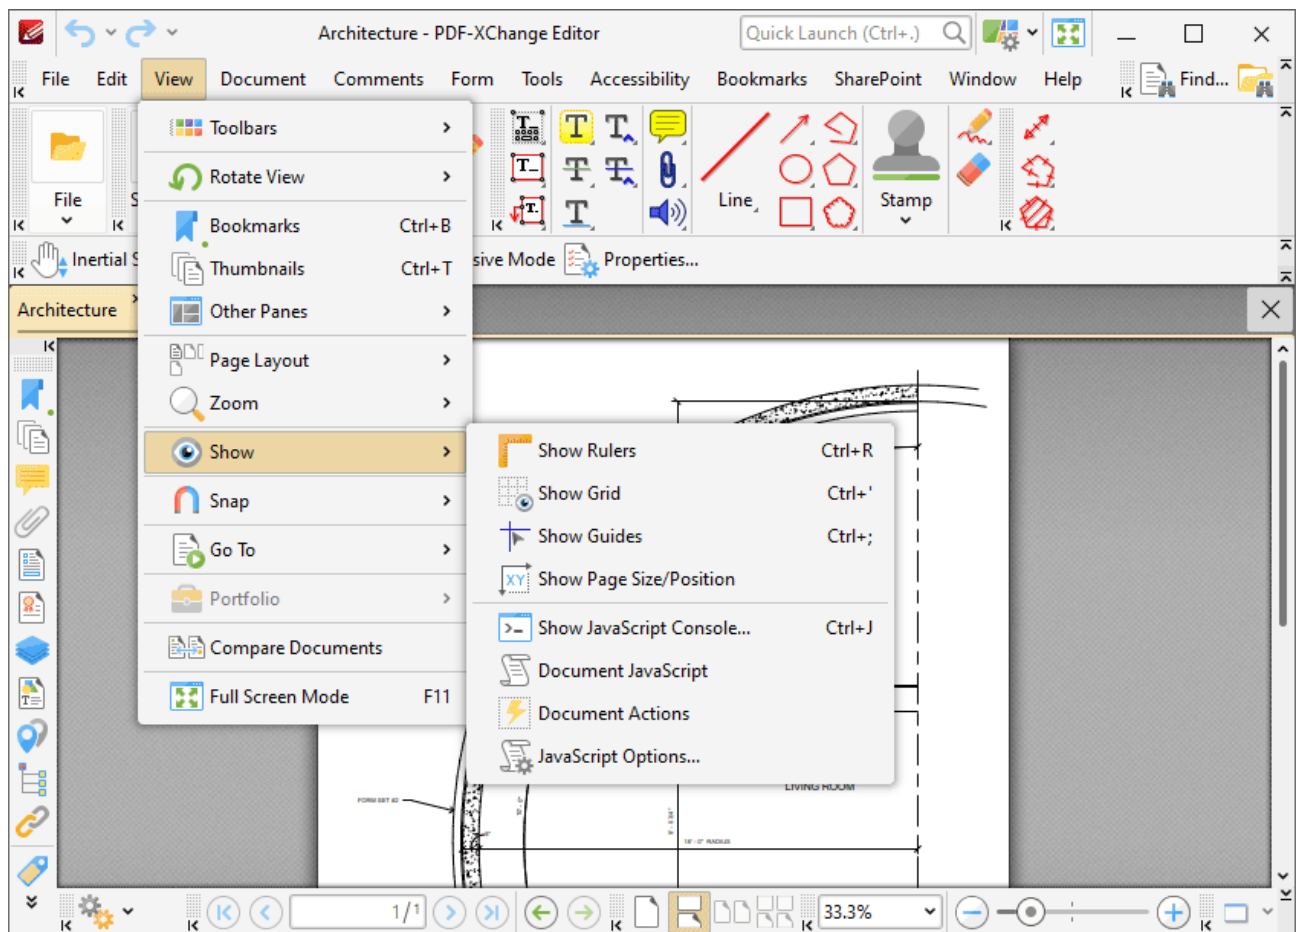 Architecture - PDF-XChange Editor
Quick Launch (Ctrl+.)
File Edit View Document Comments Form Tools Accessibility Bookmarks SharePoint Window Help
Find...
File
Line
Stamp
Inertial
sive Mode
Properties...
Architecture
Toolbars
Rotate View
Bookmarks Ctrl+B
Thumbnails Ctrl+T
Other Panes
Page Layout
Zoom
Show
Snap
Go To
Portfolio
Compare Documents
Full Screen Mode F11
Show Rulers Ctrl+R
Show Grid Ctrl+'
Show Guides Ctrl+;
Show Page Size/Position
Show JavaScript Console... Ctrl+J
Document JavaScript
Document Actions
JavaScript Options...
LIVING ROOM
FORM SET #2
1/1
33.3%